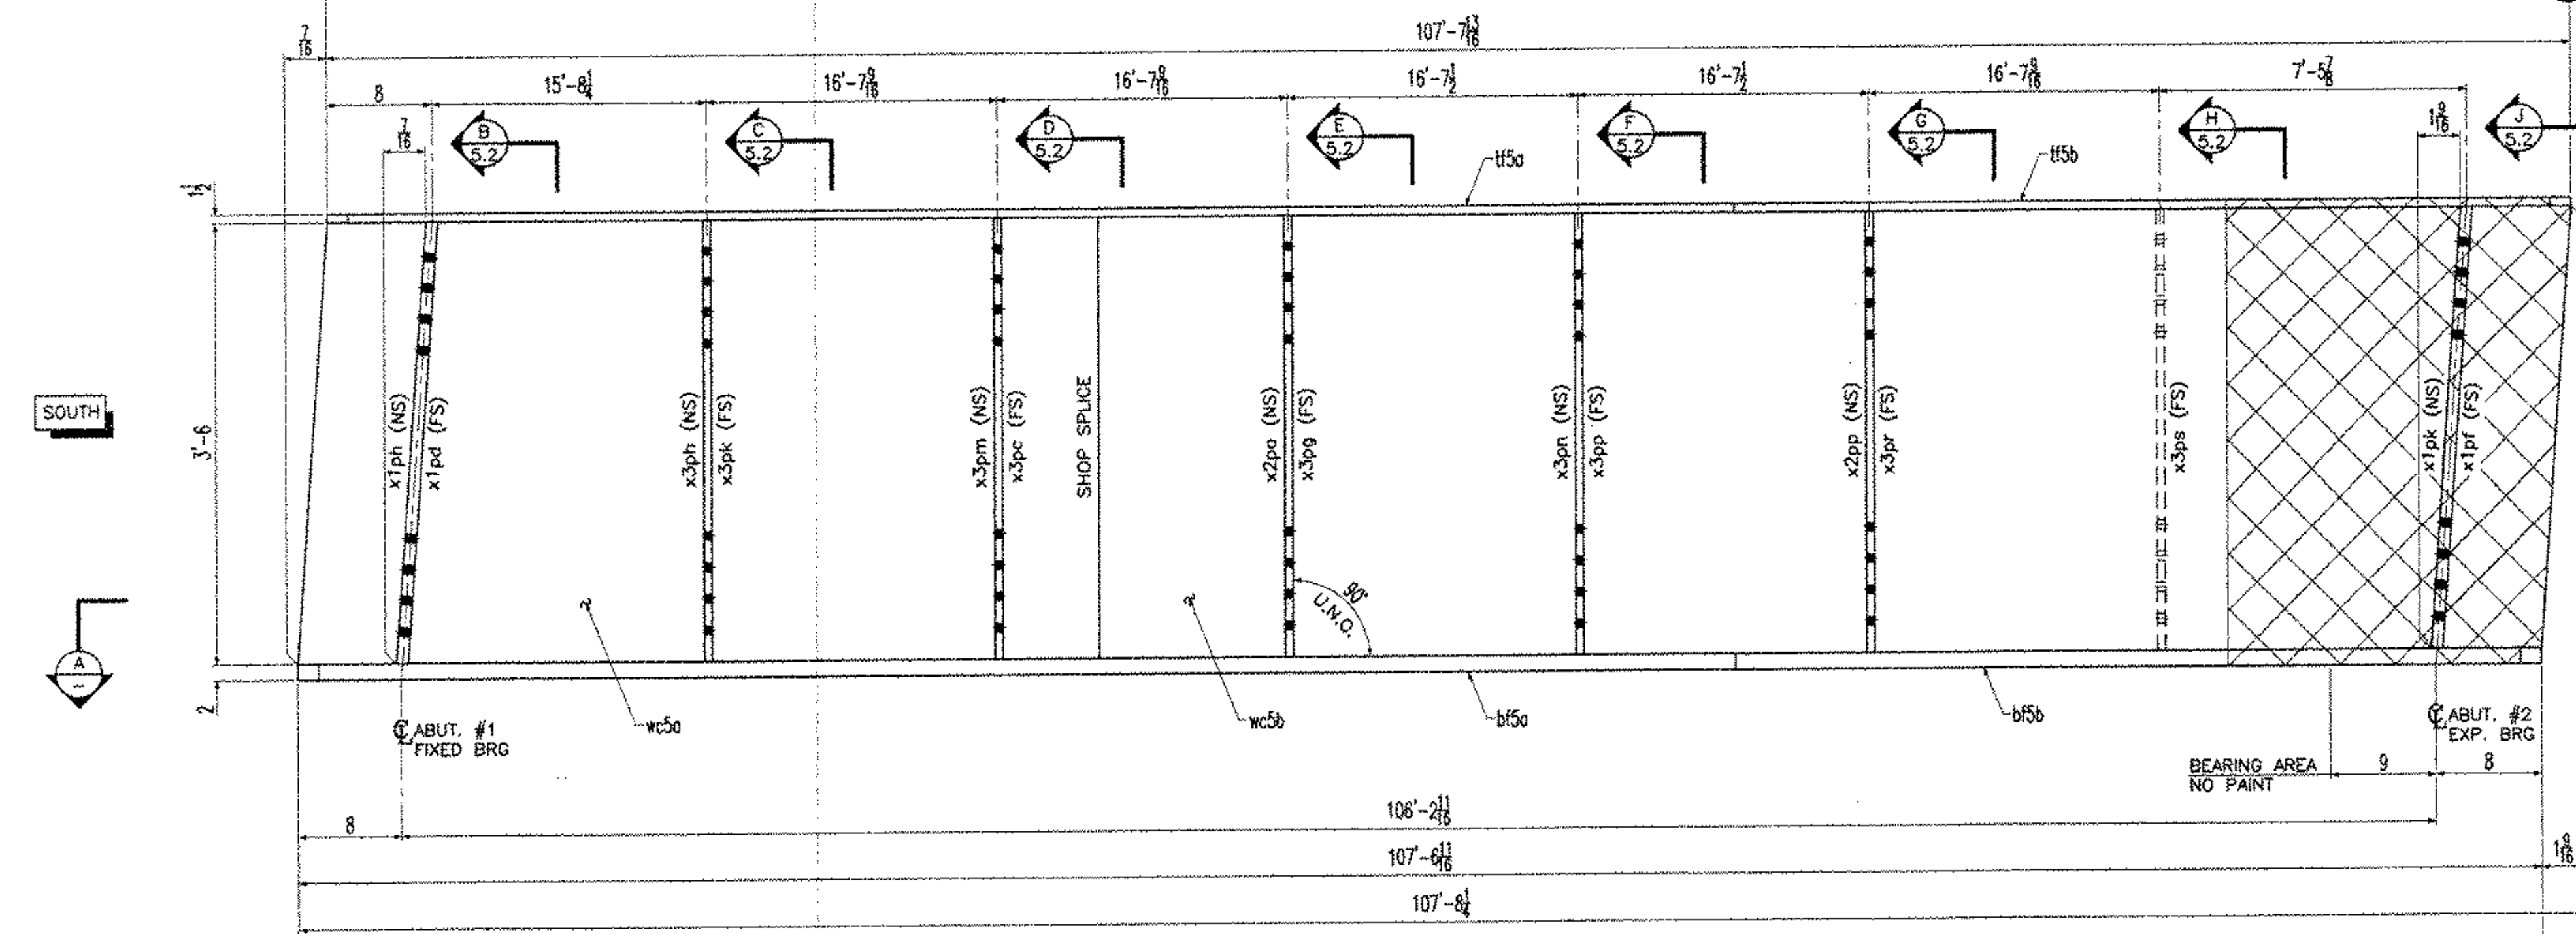 107'-7 13/16
7/16
8
15'-8 1/4
16'-7 9/16
16'-7 9/16
16'-7 1/2
16'-7 1/2
16'-7 9/16
7'-5 7/8
7/16
B
5.2
C
5.2
D
5.2
E
5.2
F
5.2
G
5.2
H
5.2
1 9/16
J
5.2
tf5a
tf5b
1 1/2
3'-6
2
SOUTH
A
–
x1ph (NS)
x1pd (FS)
x3ph (NS)
x3pk (FS)
x3pm (NS)
x3pc (FS)
SHOP SPLICE
x2pa (NS)
x3pg (FS)
90°
U.N.O.
x3pn (NS)
x3pp (FS)
x2pp (NS)
x3pr (FS)
x3ps (FS)
x1pk (NS)
x1pf (FS)
wc5a
wc5b
bf5a
bf5b
℄ ABUT. #1
FIXED BRG
℄ ABUT. #2
EXP. BRG
BEARING AREA
NO PAINT
9
8
8
106'-2 11/16
107'-6 11/16
1 9/16
107'-8 1/4